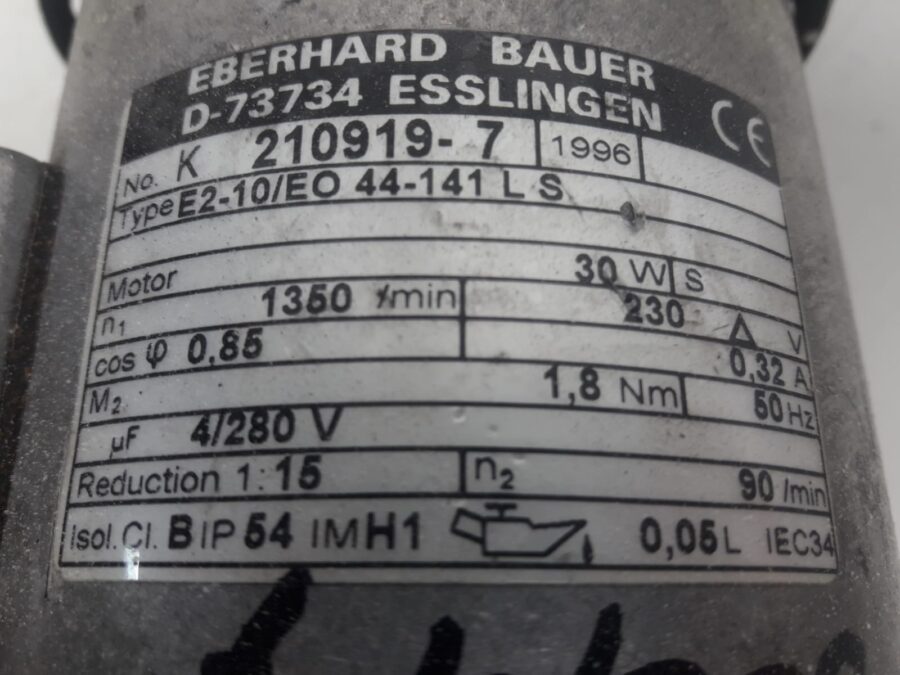 EBERHARD BAUER
D-73734 ESSLINGEN CE
No. K 210919-7 1996
Type E2-10/EO 44-141 L S
Motor 30 W S
n1 1350 /min 230 Δ V
cos φ 0,85 0,32 A
M2 1,8 Nm 50 Hz
µF 4/280 V
Reduction 1:15 n2 90 /min
Isol. Cl. B IP 54 IM H1 0,05 L IEC34